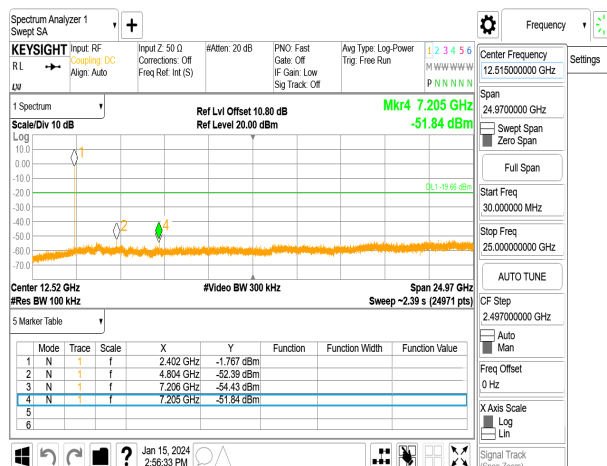 Spectrum Analyzer 1
Swept SA
Frequency
KEYSIGHT
RL
Input: RF
Coupling: DC
Align: Auto
Input Z: 50 Ω
Corrections: Off
Freq Ref: Int (S)
#Atten: 20 dB
PNO: Fast
Gate: Off
IF Gain: Low
Sig Track: Off
Avg Type: Log-Power
Trig: Free Run
1 2 3 4 5 6
M W W W W W
P N N N N N
Settings
Center Frequency
12.515000000 GHz
Span
24.9700000 GHz
Swept Span
Zero Span
Full Span
Start Freq
30.000000 MHz
Stop Freq
25.000000000 GHz
AUTO TUNE
CF Step
2.497000000 GHz
Auto
Man
Freq Offset
0 Hz
X Axis Scale
Log
Lin
Signal Track
(Span Zoom)
1 Spectrum
Scale/Div 10 dB
Ref Lvl Offset 10.80 dB
Ref Level 20.00 dBm
Mkr4 7.205 GHz
-51.84 dBm
Log
10.0
0.00
-10.0
-20.0
-30.0
-40.0
-50.0
-60.0
-70.0
1
2
4
DL1 -19.66 dBm
Center 12.52 GHz
#Res BW 100 kHz
#Video BW 300 kHz
Span 24.97 GHz
Sweep ~2.39 s (24971 pts)
5 Marker Table
Mode Trace Scale X Y Function Function Width Function Value
1 N 1 f 2.402 GHz -1.767 dBm
2 N 1 f 4.804 GHz -52.39 dBm
3 N 1 f 7.206 GHz -54.43 dBm
4 N 1 f 7.205 GHz -51.84 dBm
5
6
?
Jan 15, 2024
2:56:33 PM